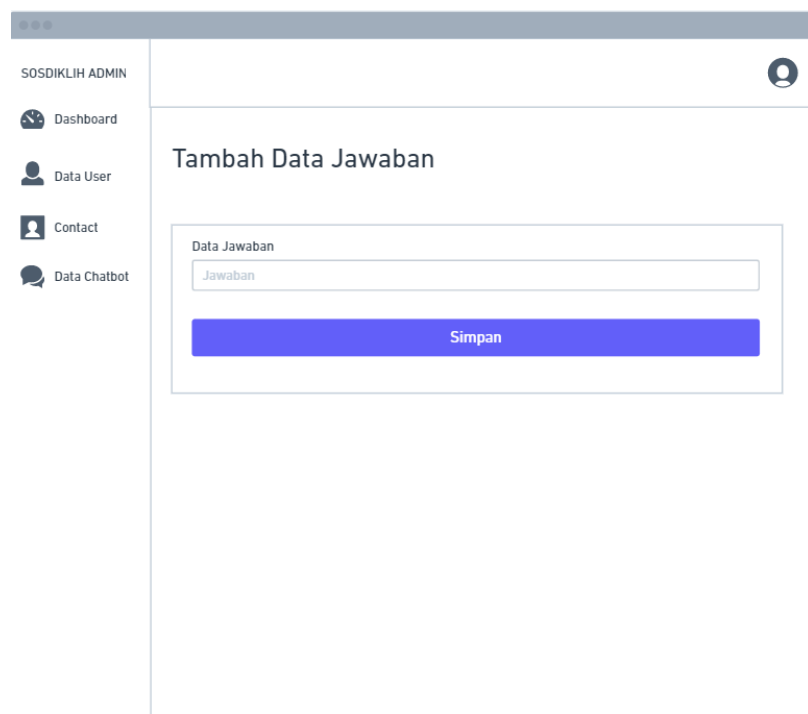 SOSDIKLIH ADMIN
Dashboard
Data User
Contact
Data Chatbot
Tambah Data Jawaban
Data Jawaban
Jawaban
Simpan